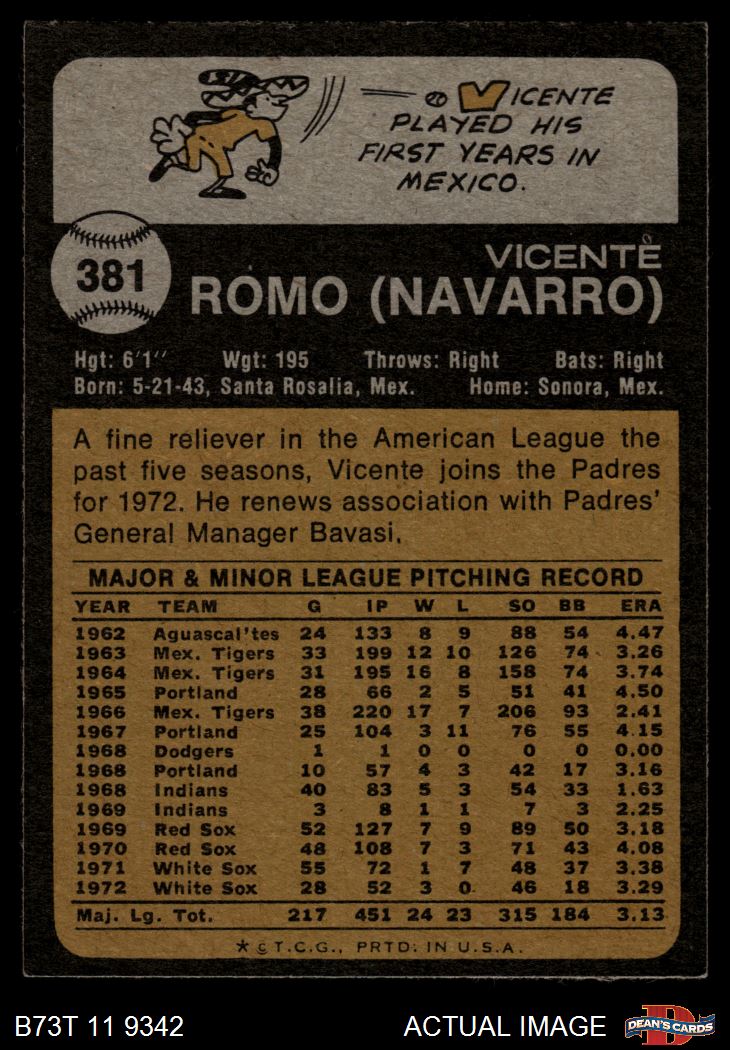 VICENTE
PLAYED HIS
FIRST YEARS IN
MEXICO.
381
VICENTE
ROMO (NAVARRO)
Hgt: 6'1" Wgt: 195 Throws: Right Bats: Right
Born: 5-21-43, Santa Rosalia, Mex. Home: Sonora, Mex.
A fine reliever in the American League the
past five seasons, Vicente joins the Padres
for 1972. He renews association with Padres'
General Manager Bavasi.
MAJOR & MINOR LEAGUE PITCHING RECORD
YEAR TEAM G IP W L SO BB ERA
1962 Aguascal'tes 24 133 8 9 88 54 4.47
1963 Mex. Tigers 33 199 12 10 126 74 3.26
1964 Mex. Tigers 31 195 16 8 158 74 3.74
1965 Portland 28 66 2 5 51 41 4.50
1966 Mex. Tigers 38 220 17 7 206 93 2.41
1967 Portland 25 104 3 11 76 55 4.15
1968 Dodgers 1 1 0 0 0 0 0.00
1968 Portland 10 57 4 3 42 17 3.16
1968 Indians 40 83 5 3 54 33 1.63
1969 Indians 3 8 1 1 7 3 2.25
1969 Red Sox 52 127 7 9 89 50 3.18
1970 Red Sox 48 108 7 3 71 43 4.08
1971 White Sox 55 72 1 7 48 37 3.38
1972 White Sox 28 52 3 0 46 18 3.29
Maj. Lg. Tot. 217 451 24 23 315 184 3.13
* © T.C.G., PRTD. IN U.S.A.
B73T 11 9342 ACTUAL IMAGE D DEAN'S CARDS